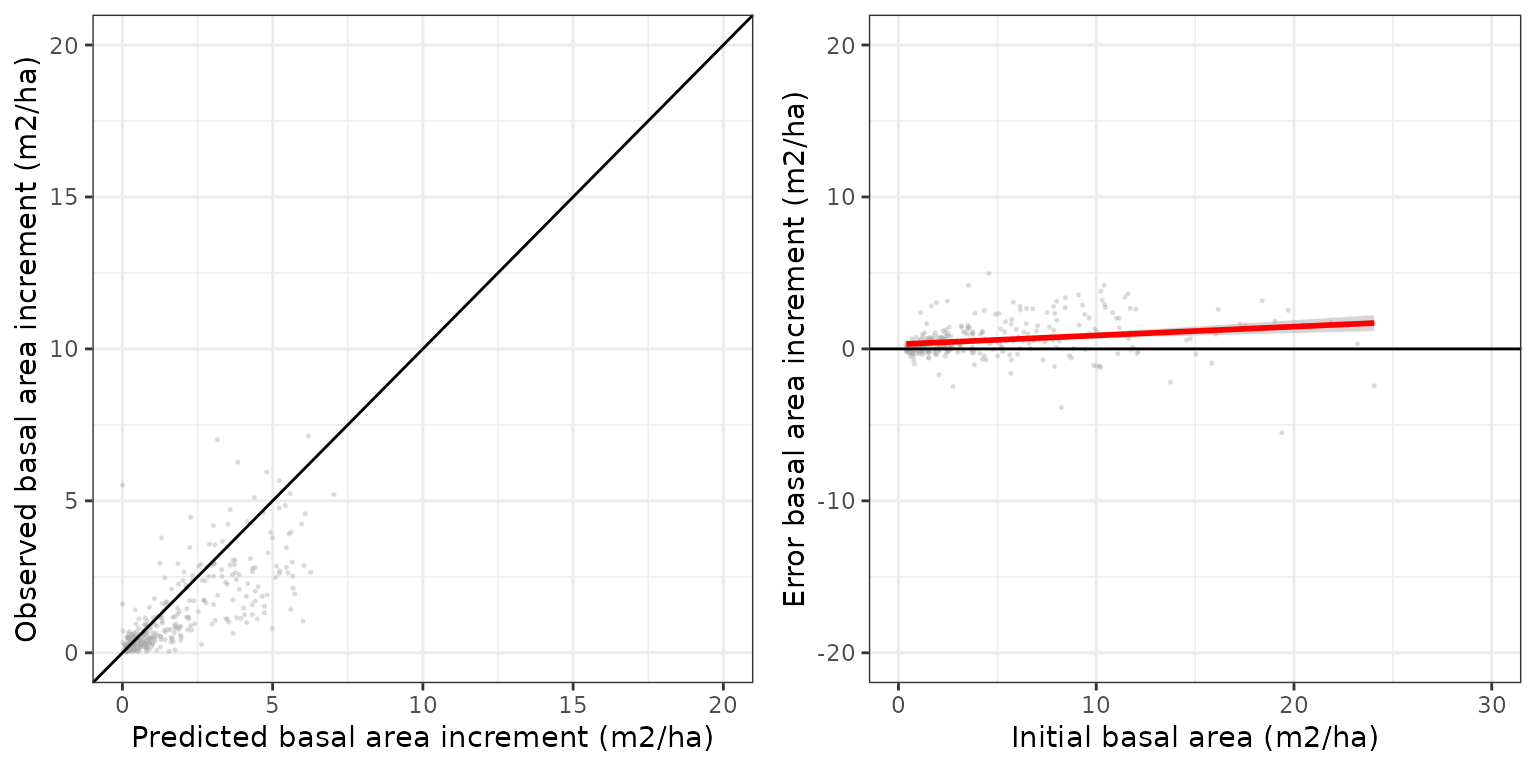 Observed basal area increment (m2/ha)
20
15
10
5
0
0 5 10 15 20
Predicted basal area increment (m2/ha)
Error basal area increment (m2/ha)
20
10
0
-10
-20
0 10 20 30
Initial basal area (m2/ha)